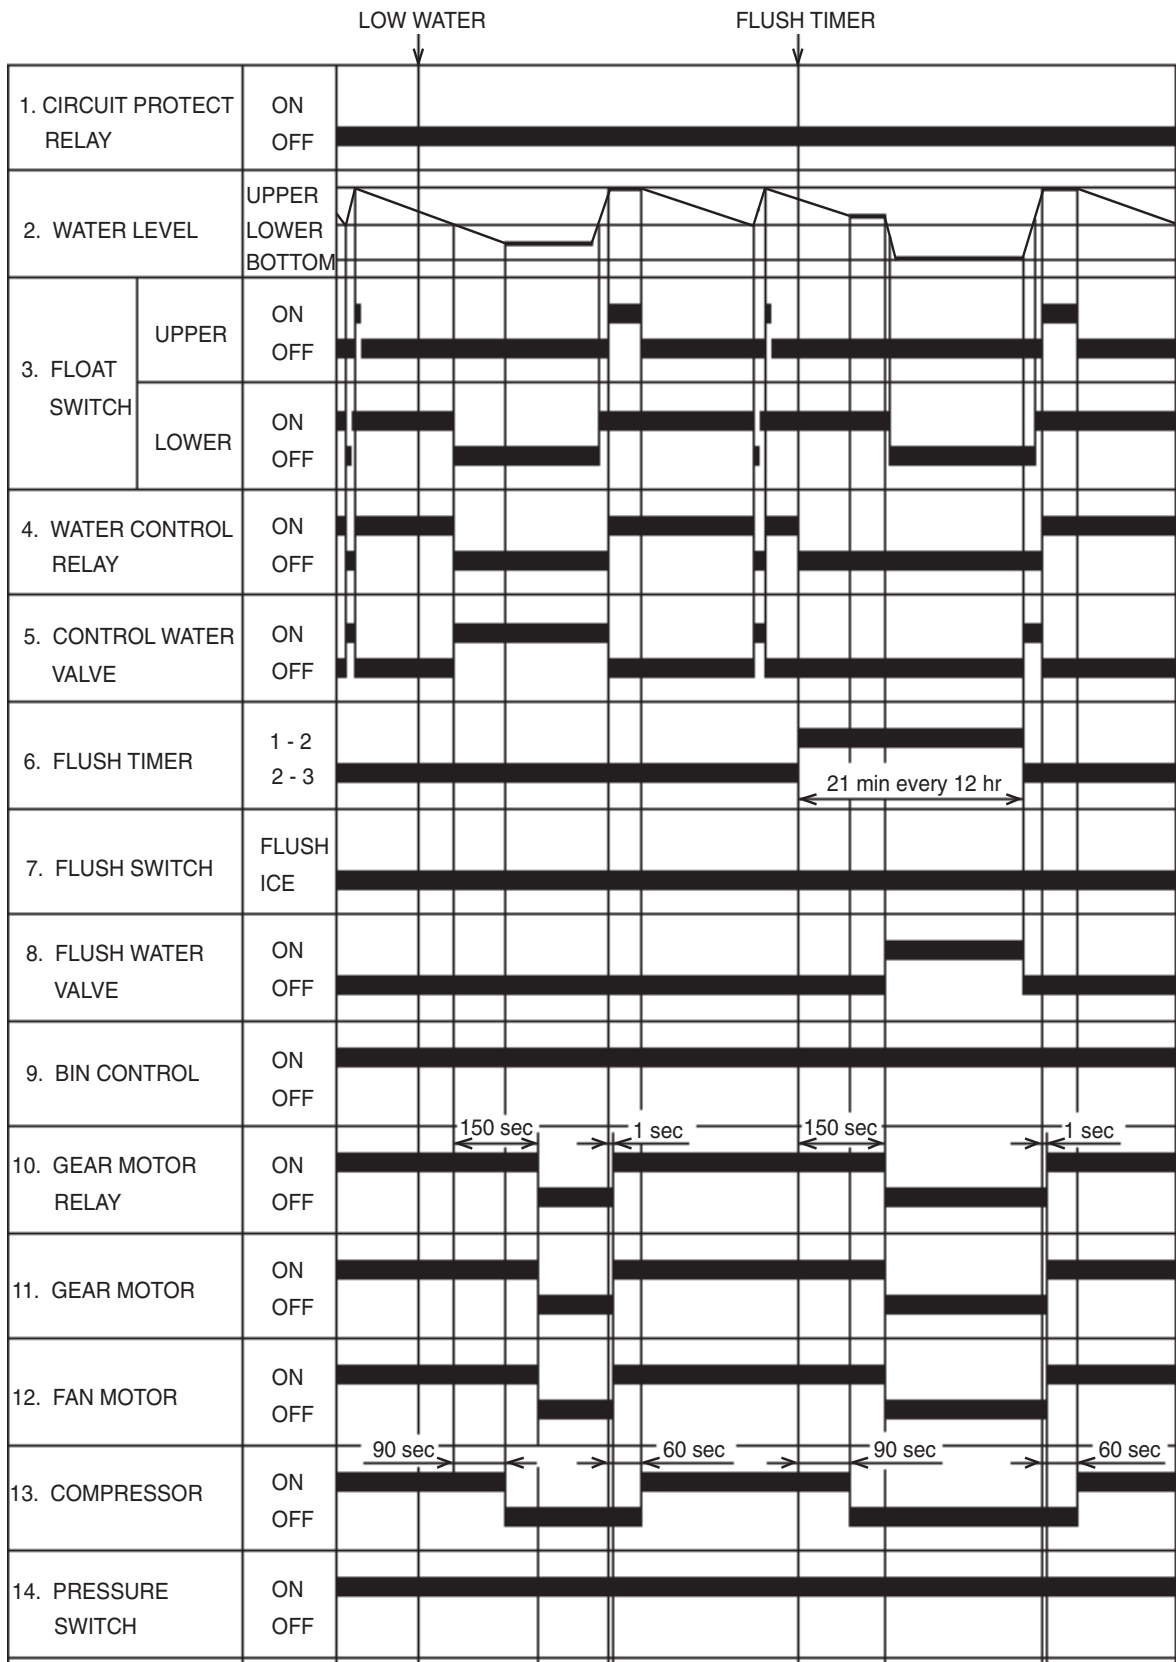 LOW WATER FLUSH TIMER
1. CIRCUIT PROTECT ON
RELAY OFF
UPPER
2. WATER LEVEL LOWER
BOTTOM
ON
UPPER
OFF
3. FLOAT
SWITCH
ON
LOWER
OFF
4. WATER CONTROL ON
RELAY OFF
5. CONTROL WATER ON
VALVE OFF
1 - 2
6. FLUSH TIMER
2 - 3
21 min every 12 hr
FLUSH
7. FLUSH SWITCH
ICE
8. FLUSH WATER ON
VALVE OFF
ON
9. BIN CONTROL
OFF
150 sec 1 sec 150 sec 1 sec
10. GEAR MOTOR ON
RELAY OFF
ON
11. GEAR MOTOR
OFF
ON
12. FAN MOTOR
OFF
90 sec 60 sec 90 sec 60 sec
ON
13. COMPRESSOR
OFF
14. PRESSURE ON
SWITCH OFF